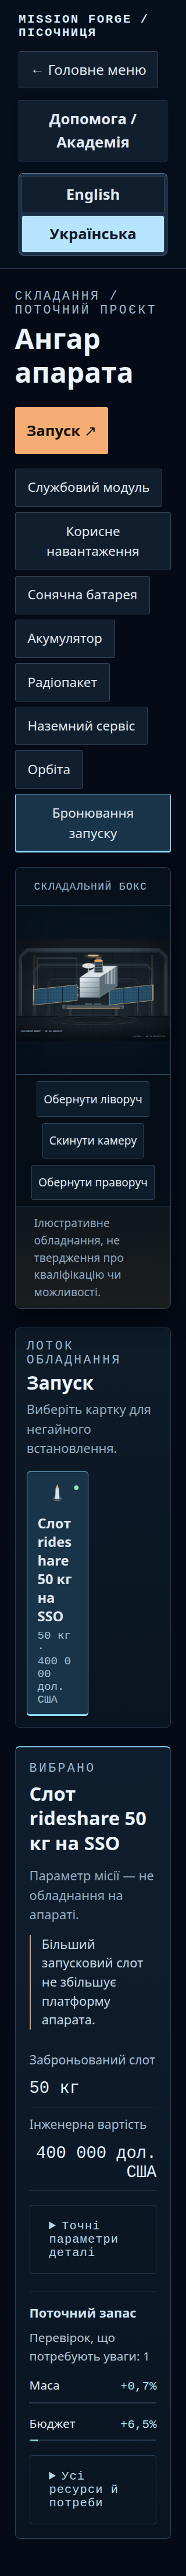 MISSION FORGE /
ПІСОЧНИЦЯ
← Головне меню
Допомога /
Академія
English
Українська
СКЛАДАННЯ /
ПОТОЧНИЙ ПРОЄКТ
Ангар
апарата
Запуск ↗
Службовий модуль
Корисне
навантаження
Сонячна батарея
Акумулятор
Радіопакет
Наземний сервіс
Орбіта
Бронювання
запуску
СКЛАДАЛЬНИЙ БОКС
Обернути ліворуч
Скинути камеру
Обернути праворуч
Ілюстративне
обладнання, не
твердження про
кваліфікацію чи
можливості.
ЛОТОК
ОБЛАДНАННЯ
Запуск
Виберіть картку для
негайного
встановлення.
Слот
rides
hare
50 кг
на
SSO
50 кг
·
400 0
00
дол.
США
ВИБРАНО
Слот
rideshare 50
кг на SSO
Параметр місії — не
обладнання на
апараті.
Більший
запусковий слот
не збільшує
платформу
апарата.
Заброньований слот
50 кг
Інженерна вартість
400 000 дол.
США
▶ Точні
параметри
деталі
Поточний запас
Перевірок, що
потребують уваги: 1
Маса +0,7%
Бюджет +6,5%
▶ Усі
ресурси й
потреби